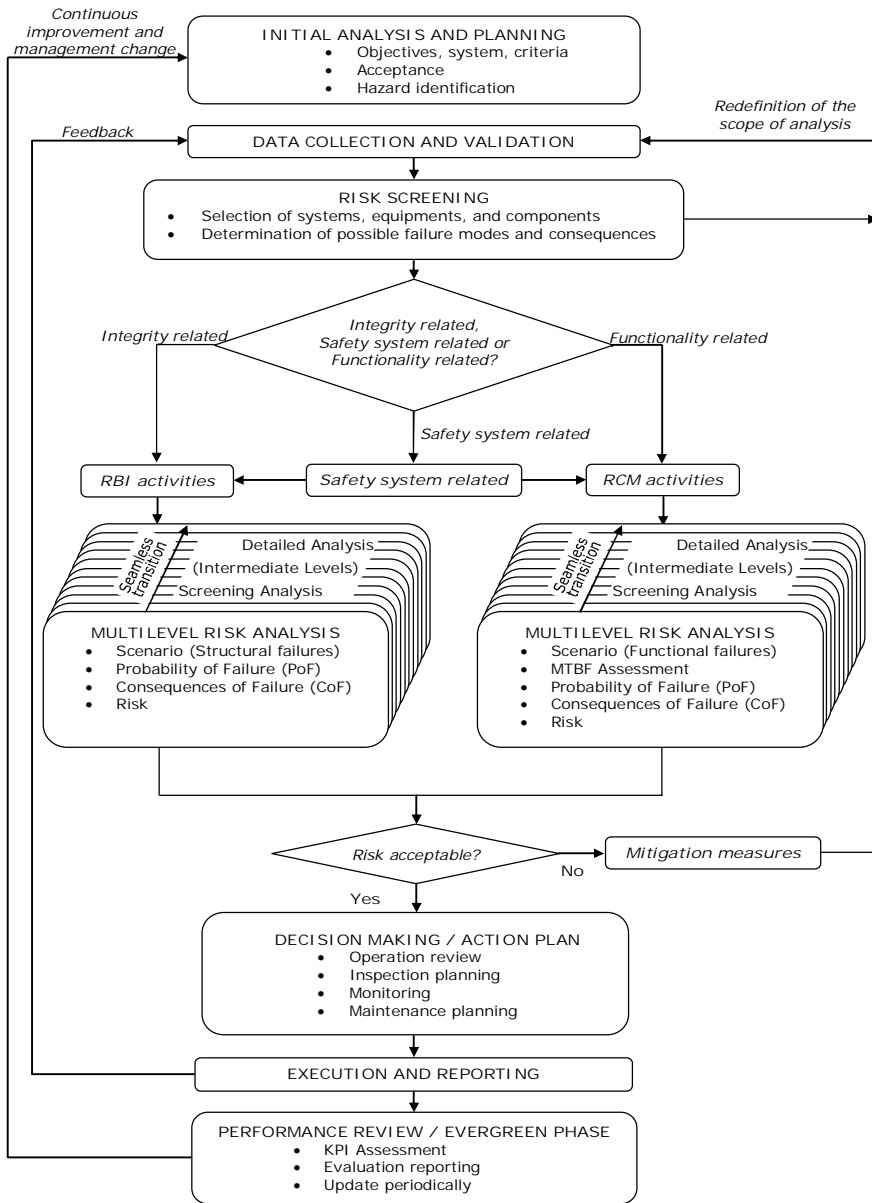 Continuous
improvement and
management change
INITIAL ANALYSIS AND PLANNING
• Objectives, system, criteria
• Acceptance
• Hazard identification
Redefinition of the
scope of analysis
Feedback
DATA COLLECTION AND VALIDATION
RISK SCREENING
• Selection of systems, equipments, and components
• Determination of possible failure modes and consequences
Integrity related
Integrity related,
Safety system related or
Functionality related?
Functionality related
Safety system related
RBI activities
Safety system related
RCM activities
Seamless
transition
Detailed Analysis
(Intermediate Levels)
Screening Analysis
MULTILEVEL RISK ANALYSIS
• Scenario (Structural failures)
• Probability of Failure (PoF)
• Consequences of Failure (CoF)
• Risk
Seamless
transition
Detailed Analysis
(Intermediate Levels)
Screening Analysis
MULTILEVEL RISK ANALYSIS
• Scenario (Functional failures)
• MTBF Assessment
• Probability of Failure (PoF)
• Consequences of Failure (CoF)
• Risk
Risk acceptable?
No
Mitigation measures
Yes
DECISION MAKING / ACTION PLAN
• Operation review
• Inspection planning
• Monitoring
• Maintenance planning
EXECUTION AND REPORTING
PERFORMANCE REVIEW / EVERGREEN PHASE
• KPI Assessment
• Evaluation reporting
• Update periodically